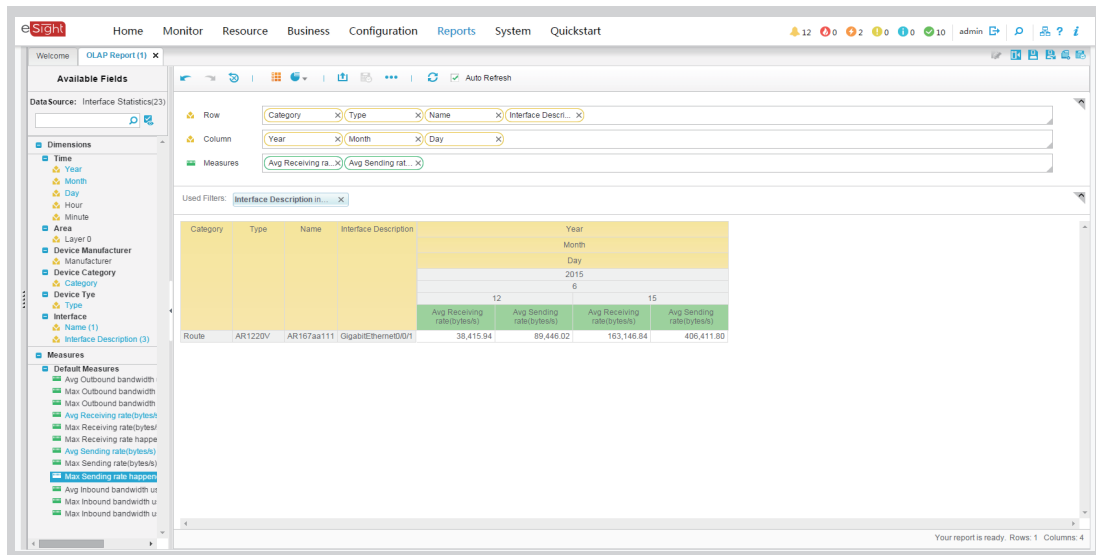 eSight Home Monitor Resource Business Configuration Reports System Quickstart 12 0 2 0 0 10 admin ? i
Welcome OLAP Report (1) X
Available Fields
Auto Refresh
DataSource: Interface Statistics(23)
Row Category X Type X Name X Interface Descri... X
Column Year X Month X Day X
Measures Avg Receiving ra... X Avg Sending rat... X
Used Filters: Interface Description in... X
Dimensions
Time
Year
Month
Day
Hour
Minute
Area
Layer 0
Device Manufacturer
Manufacturer
Device Category
Category
Device Tye
Type
Interface
Name (1)
Interface Description (3)
Measures
Default Measures
Avg Outbound bandwidth
Max Outbound bandwidth
Max Outbound bandwidth
Avg Receiving rate(bytes/s
Max Receiving rate(bytes/
Max Receiving rate happe
Avg Sending rate(bytes/s)
Max Sending rate(bytes/s)
Max Sending rate happen
Avg Inbound bandwidth us
Max Inbound bandwidth u
Max Inbound bandwidth u
Category Type Name Interface Description Year
Month
Day
2015
6
12 15
Avg Receiving rate(bytes/s) Avg Sending rate(bytes/s) Avg Receiving rate(bytes/s) Avg Sending rate(bytes/s)
Route AR1220V AR167aa111 GigabitEthernet0/0/1 38,415.94 89,446.02 163,146.84 406,411.80
Your report is ready. Rows: 1 Columns: 4